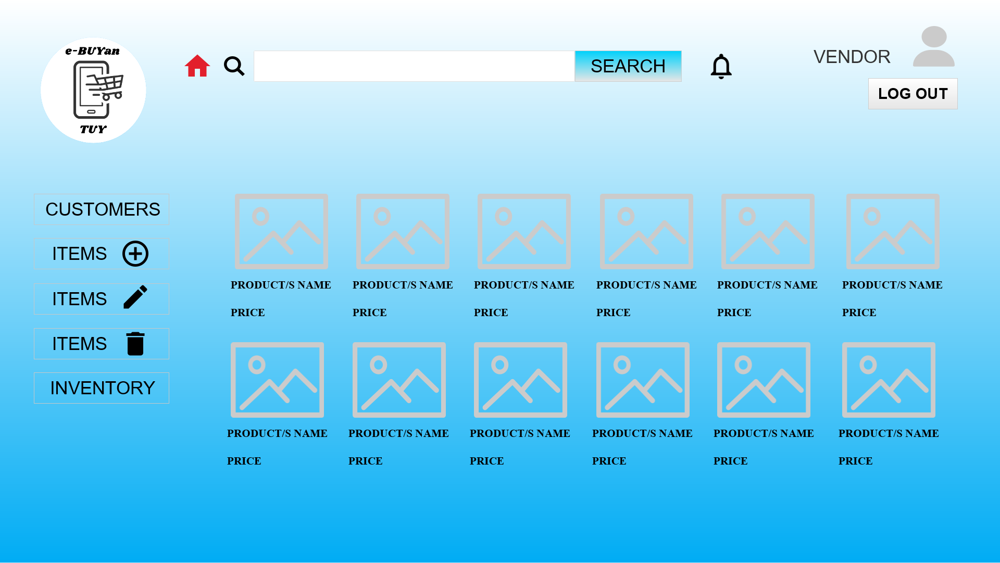 e-BUYan
TUY
SEARCH
VENDOR
LOG OUT
CUSTOMERS
ITEMS
ITEMS
ITEMS
INVENTORY
PRODUCT/S NAME PRODUCT/S NAME PRODUCT/S NAME PRODUCT/S NAME PRODUCT/S NAME PRODUCT/S NAME
PRICE PRICE PRICE PRICE PRICE PRICE
PRODUCT/S NAME PRODUCT/S NAME PRODUCT/S NAME PRODUCT/S NAME PRODUCT/S NAME PRODUCT/S NAME
PRICE PRICE PRICE PRICE PRICE PRICE